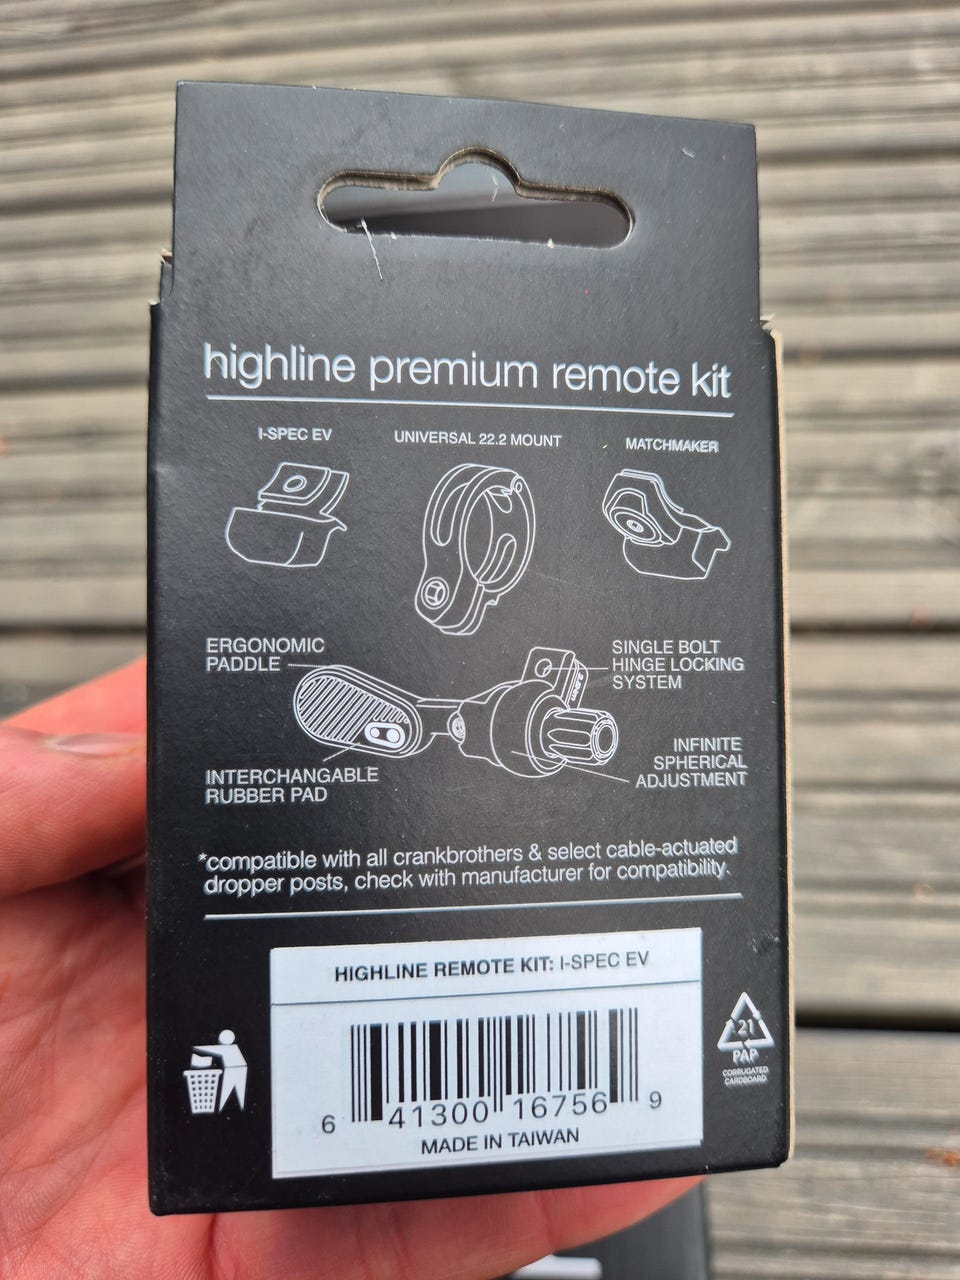 highline premium remote kit
I-SPEC EV
UNIVERSAL 22.2 MOUNT
MATCHMAKER
ERGONOMIC
PADDLE
SINGLE BOLT
HINGE LOCKING
SYSTEM
INTERCHANGABLE
RUBBER PAD
INFINITE
SPHERICAL
ADJUSTMENT
*compatible with all crankbrothers & select cable-actuated
dropper posts, check with manufacturer for compatibility.
HIGHLINE REMOTE KIT: I-SPEC EV
6 41300 16756 9
MADE IN TAIWAN
21
PAP
CORRUGATED
CARDBOARD